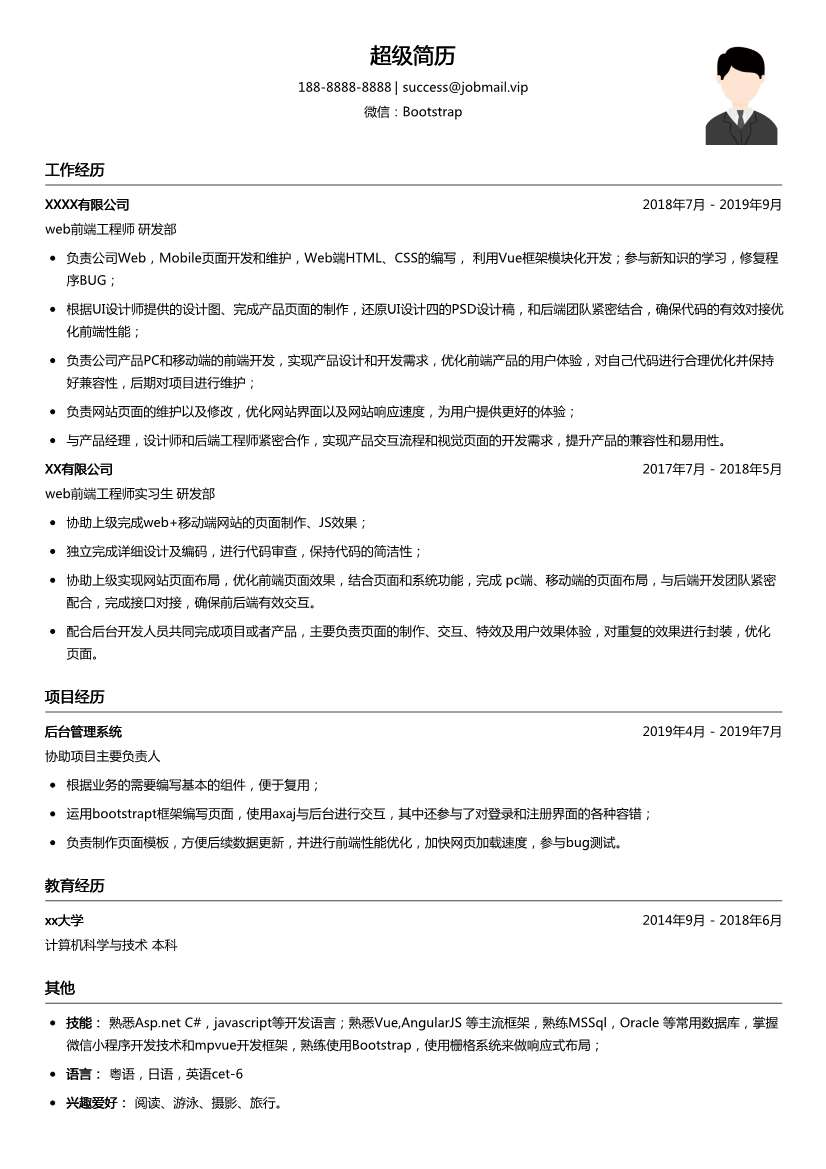 超级简历
188-8888-8888 | success@jobmail.vip
微信：Bootstrap
工作经历
XXXX有限公司 2018年7月 - 2019年9月
web前端工程师 研发部
• 负责公司Web，Mobile页面开发和维护，Web端HTML、CSS的编写， 利用Vue框架模块化开发；参与新知识的学习，修复程
序BUG；
• 根据UI设计师提供的设计图、完成产品页面的制作，还原UI设计四的PSD设计稿，和后端团队紧密结合，确保代码的有效对接优
化前端性能；
• 负责公司产品PC和移动端的前端开发，实现产品设计和开发需求，优化前端产品的用户体验，对自己代码进行合理优化并保持
好兼容性，后期对项目进行维护；
• 负责网站页面的维护以及修改，优化网站界面以及网站响应速度，为用户提供更好的体验；
• 与产品经理，设计师和后端工程师紧密合作，实现产品交互流程和视觉页面的开发需求，提升产品的兼容性和易用性。
XX有限公司 2017年7月 - 2018年5月
web前端工程师实习生 研发部
• 协助上级完成web+移动端网站的页面制作、JS效果；
• 独立完成详细设计及编码，进行代码审查，保持代码的简洁性；
• 协助上级实现网站页面布局，优化前端页面效果，结合页面和系统功能，完成 pc端、移动端的页面布局，与后端开发团队紧密
配合，完成接口对接，确保前后端有效交互。
• 配合后台开发人员共同完成项目或者产品，主要负责页面的制作、交互、特效及用户效果体验，对重复的效果进行封装，优化
页面。
项目经历
后台管理系统 2019年4月 - 2019年7月
协助项目主要负责人
• 根据业务的需要编写基本的组件，便于复用；
• 运用bootstrapt框架编写页面，使用axaj与后台进行交互，其中还参与了对登录和注册界面的各种容错；
• 负责制作页面模板，方便后续数据更新，并进行前端性能优化，加快网页加载速度，参与bug测试。
教育经历
xx大学 2014年9月 - 2018年6月
计算机科学与技术 本科
其他
• 技能： 熟悉Asp.net C#，javascript等开发语言；熟悉Vue,AngularJS 等主流框架，熟练MSSql，Oracle 等常用数据库，掌握
微信小程序开发技术和mpvue开发框架，熟练使用Bootstrap，使用栅格系统来做响应式布局；
• 语言： 粤语，日语，英语cet-6
• 兴趣爱好： 阅读、游泳、摄影、旅行。